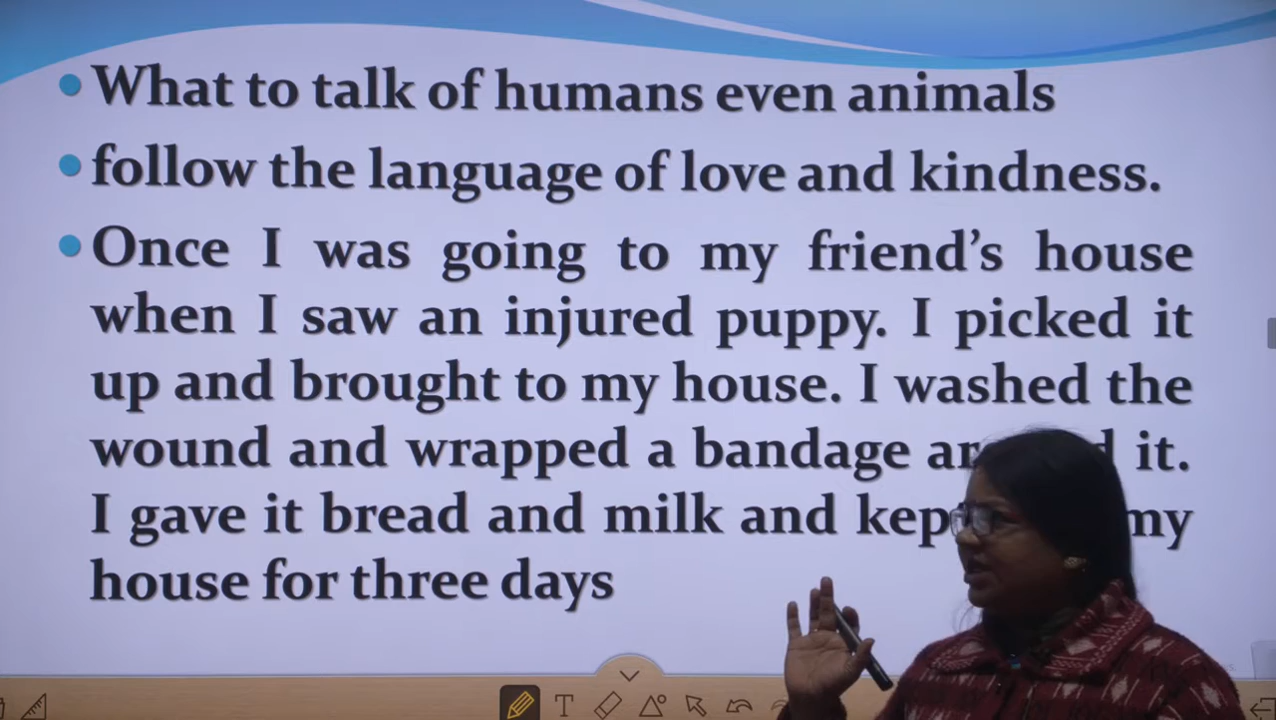 What to talk of humans even animals
follow the language of love and kindness.
Once I was going to my friend's house
when I saw an injured puppy. I picked it
up and brought to my house. I washed the
wound and wrapped a bandage it.
I gave it bread and milk and my
house for three days
T